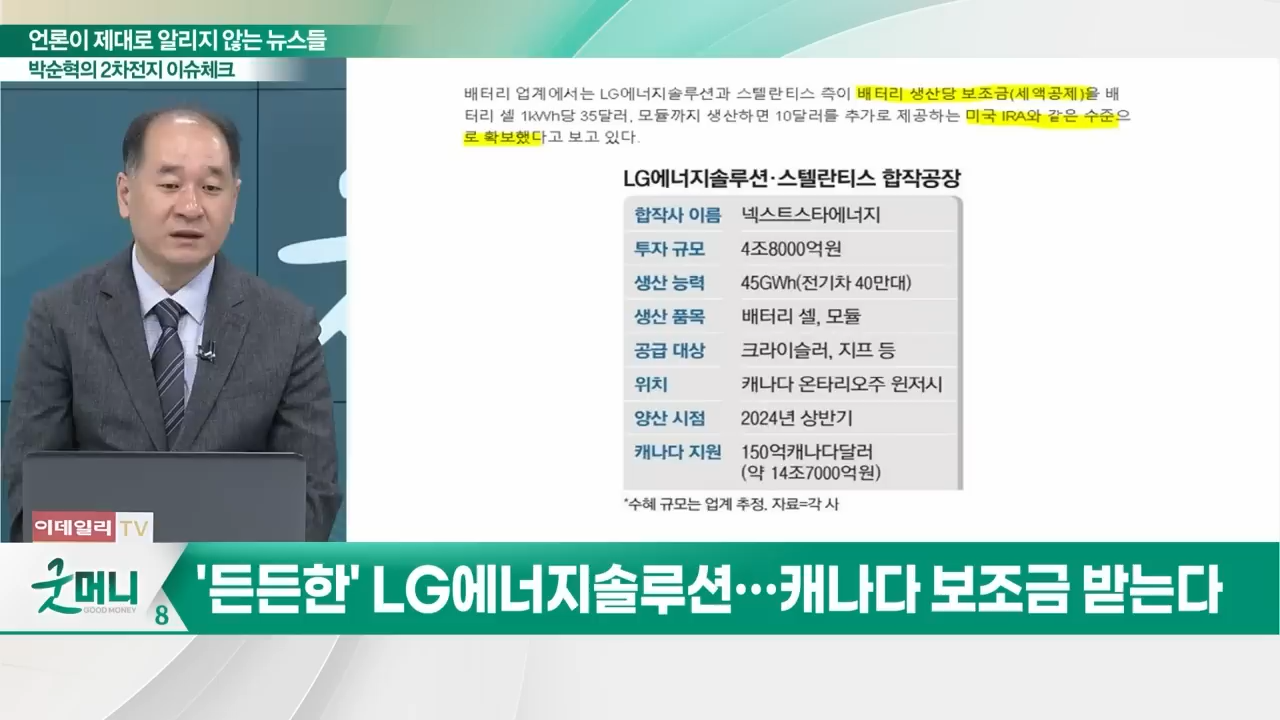 언론이 제대로 알리지 않는 뉴스들
박순혁의 2차전지 이슈체크
배터리 업계에서는 LG에너지솔루션과 스텔란티스 측이 배터리 생산당 보조금(세액공제)을 배
터리 셀 1kWh당 35달러, 모듈까지 생산하면 10달러를 추가로 제공하는 미국 IRA와 같은 수준으
로 확보했다고 보고 있다.
LG에너지솔루션·스텔란티스 합작공장
합작사 이름 넥스트스타에너지
투자 규모 4조8000억원
생산 능력 45GWh(전기차 40만대)
생산 품목 배터리 셀, 모듈
공급 대상 크라이슬러, 지프 등
위치 캐나다 온타리오주 윈저시
양산 시점 2024년 상반기
캐나다 지원 150억캐나다달러
(약 14조7000억원)
*수혜 규모는 업계 추정. 자료=각 사
이데일리 TV
굿머니
GOOD MONEY
8
'든든한' LG에너지솔루션…캐나다 보조금 받는다